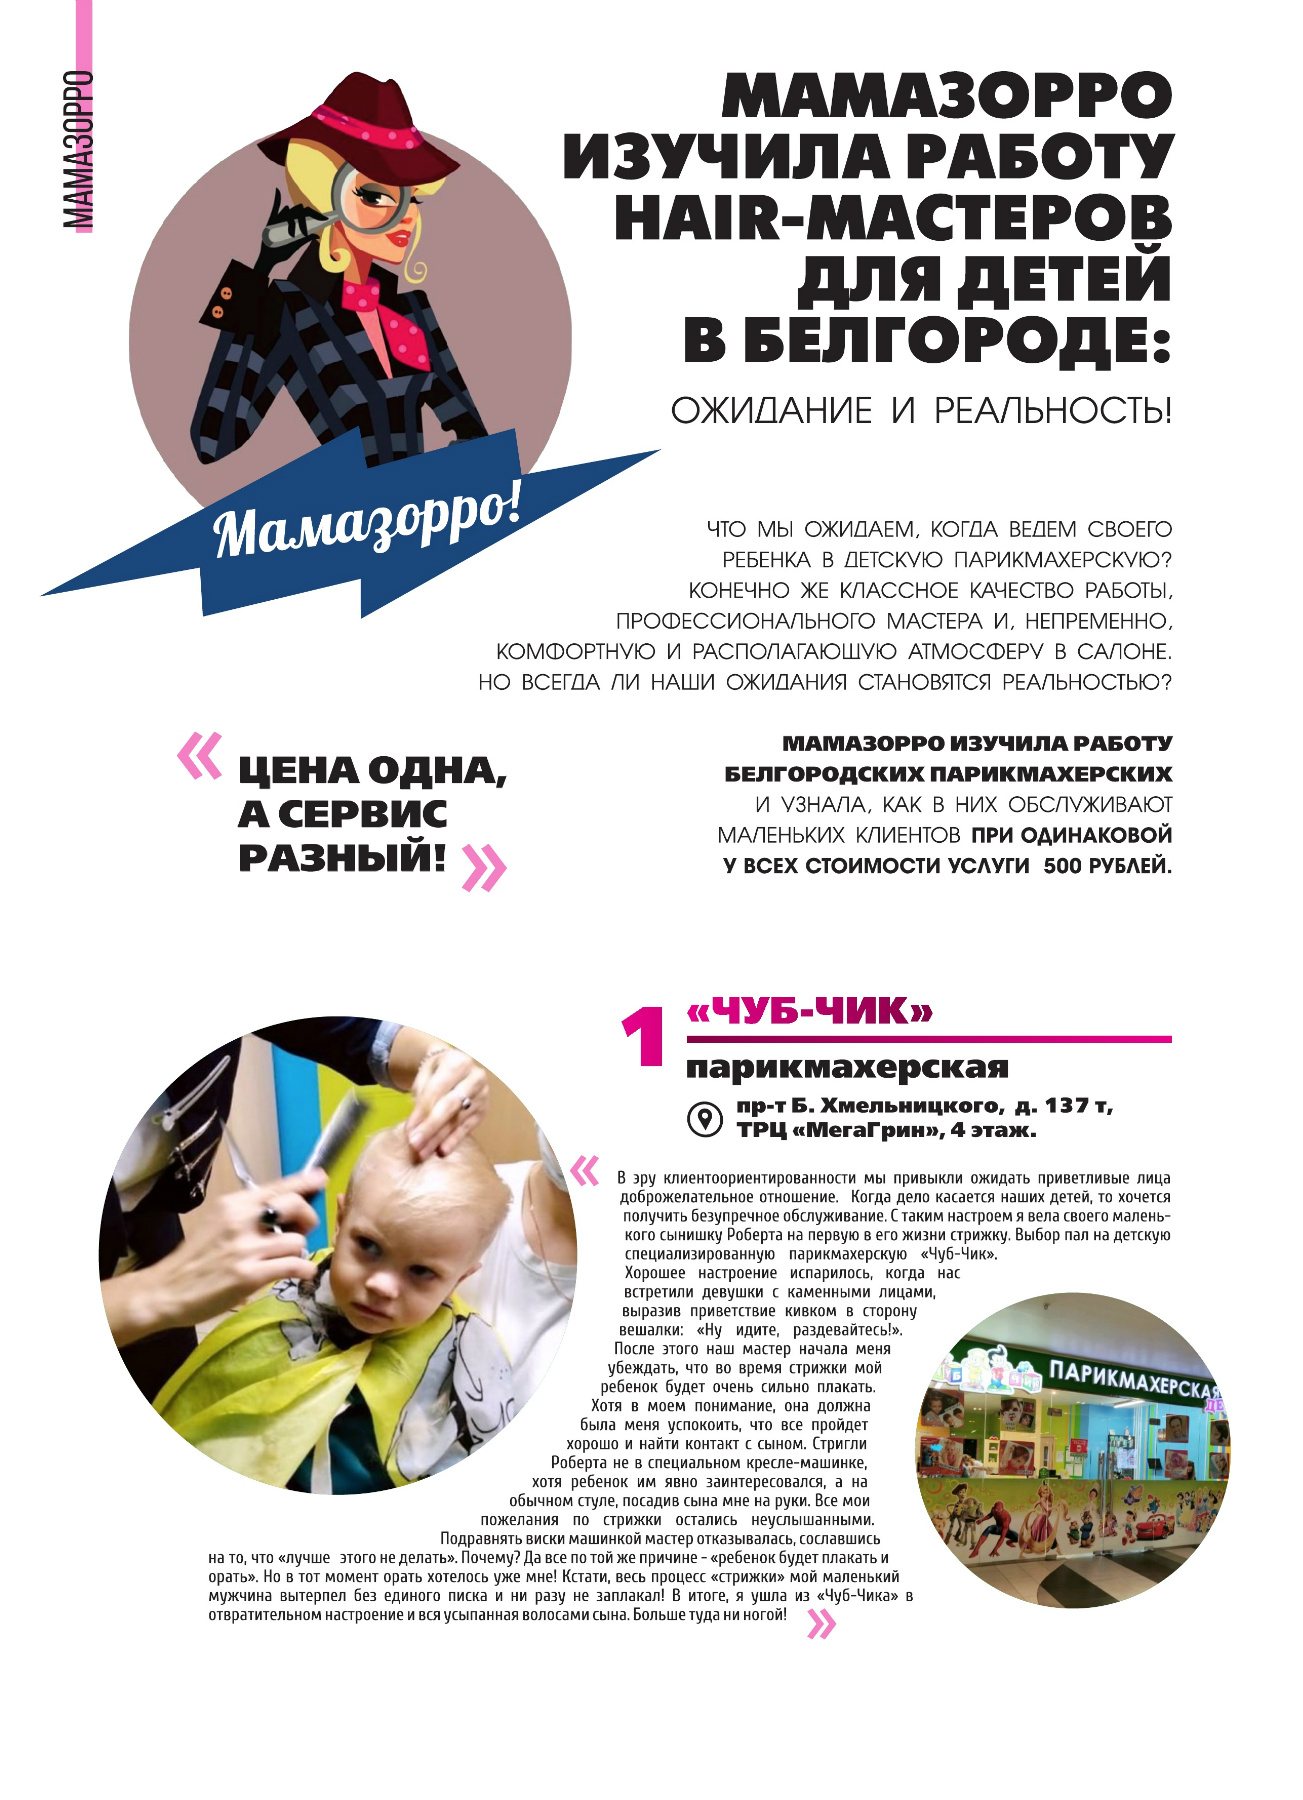 МАМАЗОРРО
МАМАЗОРРО
ИЗУЧИЛА РАБОТУ
HAIR-МАСТЕРОВ
ДЛЯ ДЕТЕЙ
В БЕЛГОРОДЕ:
ОЖИДАНИЕ И РЕАЛЬНОСТЬ!
Мамазорро!
ЧТО МЫ ОЖИДАЕМ, КОГДА ВЕДЕМ СВОЕГО
РЕБЕНКА В ДЕТСКУЮ ПАРИКМАХЕРСКУЮ?
КОНЕЧНО ЖЕ КЛАССНОЕ КАЧЕСТВО РАБОТЫ,
ПРОФЕССИОНАЛЬНОГО МАСТЕРА И, НЕПРЕМЕННО,
КОМФОРТНУЮ И РАСПОЛАГАЮЩУЮ АТМОСФЕРУ В САЛОНЕ.
НО ВСЕГДА ЛИ НАШИ ОЖИДАНИЯ СТАНОВЯТСЯ РЕАЛЬНОСТЬЮ?
« ЦЕНА ОДНА,
А СЕРВИС
РАЗНЫЙ! »
МАМАЗОРРО ИЗУЧИЛА РАБОТУ
БЕЛГОРОДСКИХ ПАРИКМАХЕРСКИХ
И УЗНАЛА, КАК В НИХ ОБСЛУЖИВАЮТ
МАЛЕНЬКИХ КЛИЕНТОВ ПРИ ОДИНАКОВОЙ
У ВСЕХ СТОИМОСТИ УСЛУГИ 500 РУБЛЕЙ.
1 «ЧУБ-ЧИК»
парикмахерская
пр-т Б. Хмельницкого, д. 137 т,
ТРЦ «МегаГрин», 4 этаж.
« В эру клиентоориентированности мы привыкли ожидать приветливые лица
доброжелательное отношение. Когда дело касается наших детей, то хочется
получить безупречное обслуживание. С таким настроем я вела своего малень-
кого сынишку Роберта на первую в его жизни стрижку. Выбор пал на детскую
специализированную парикмахерскую «Чуб-Чик».
Хорошее настроение испарилось, когда нас
встретили девушки с каменными лицами,
выразив приветствие кивком в сторону
вешалки: «Ну идите, раздевайтесь!».
После этого наш мастер начала меня
убеждать, что во время стрижки мой
ребенок будет очень сильно плакать.
Хотя в моем понимание, она должна
была меня успокоить, что все пройдет
хорошо и найти контакт с сыном. Стригли
Роберта не в специальном кресле-машинке,
хотя ребенок им явно заинтересовался, а на
обычном стуле, посадив сына мне на руки. Все мои
пожелания по стрижки остались неуслышанными.
Подравнять виски машинкой мастер отказывалась, сославшись
на то, что «лучше этого не делать». Почему? Да все по той же причине - «ребенок будет плакать и
орать». Но в тот момент орать хотелось уже мне! Кстати, весь процесс «стрижки» мой маленький
мужчина вытерпел без единого писка и ни разу не заплакал! В итоге, я ушла из «Чуб-Чика» в
отвратительном настроение и вся усыпанная волосами сына. Больше туда ни ногой! »
ПАРИКМАХЕРСКАЯ